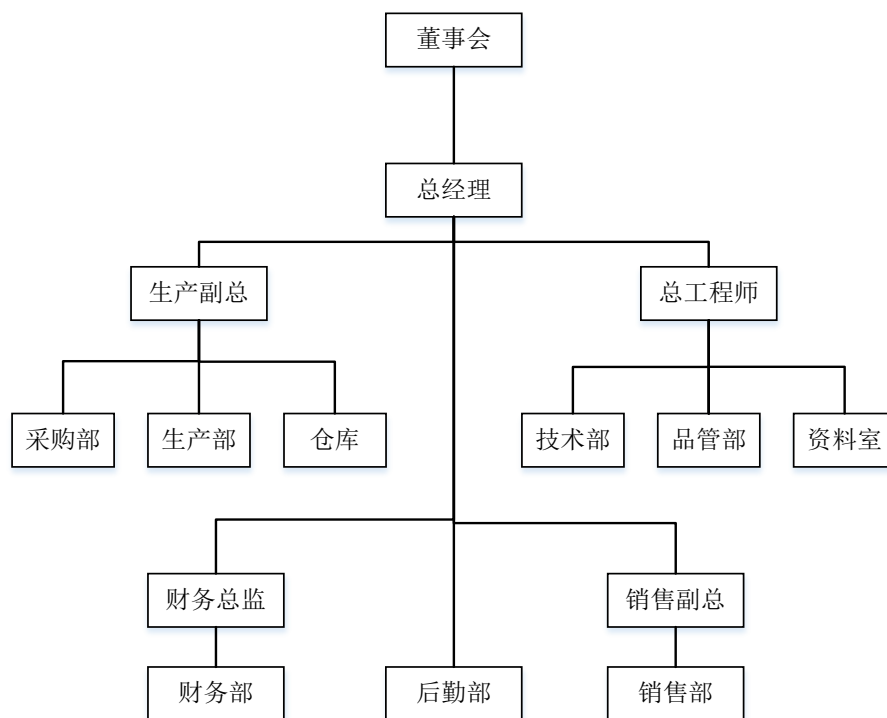 董事会
总经理
生产副总
总工程师
采购部
生产部
仓库
技术部
品管部
资料室
财务总监
销售副总
财务部
后勤部
销售部